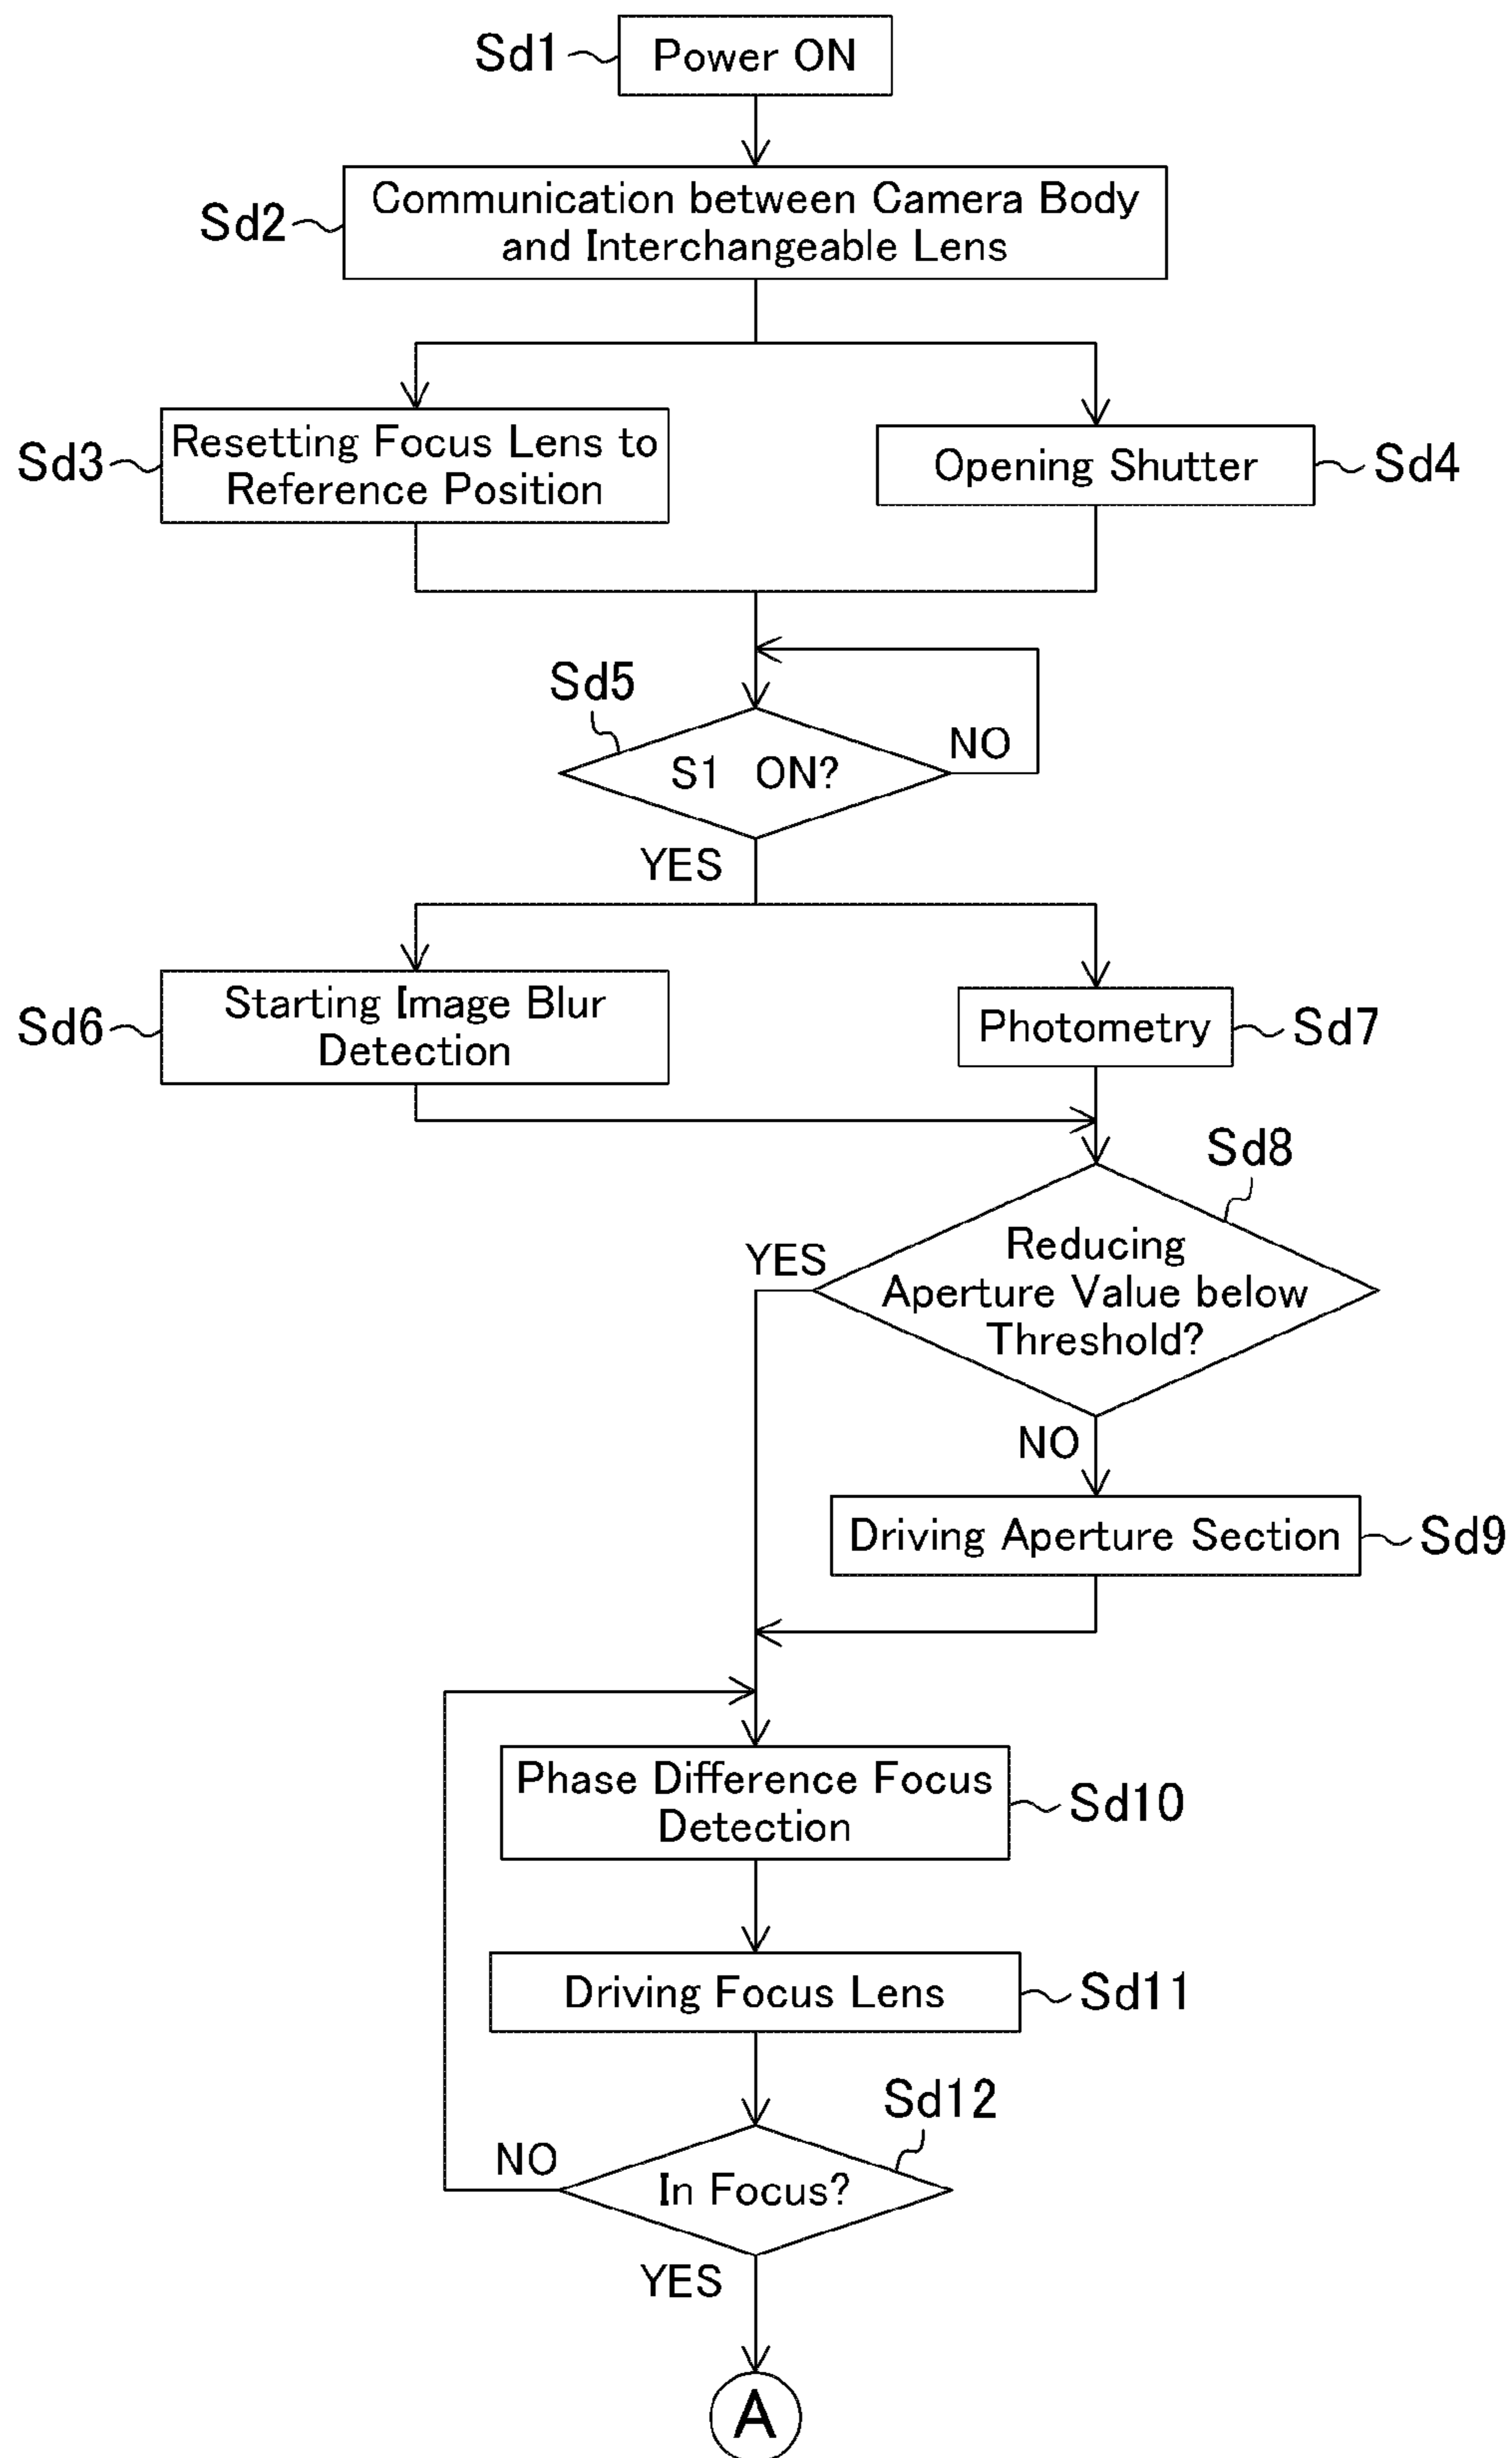 Sd1
Power ON
Sd2
Communication between Camera Body
and Interchangeable Lens
Sd3
Resetting Focus Lens to
Reference Position
Opening Shutter
Sd4
Sd5
S1 ON?
NO
YES
Sd6
Starting Image Blur
Detection
Photometry
Sd7
Sd8
Reducing
Aperture Value below
Threshold?
YES
NO
Driving Aperture Section
Sd9
Phase Difference Focus
Detection
Sd10
Driving Focus Lens
Sd11
Sd12
In Focus?
NO
YES
A